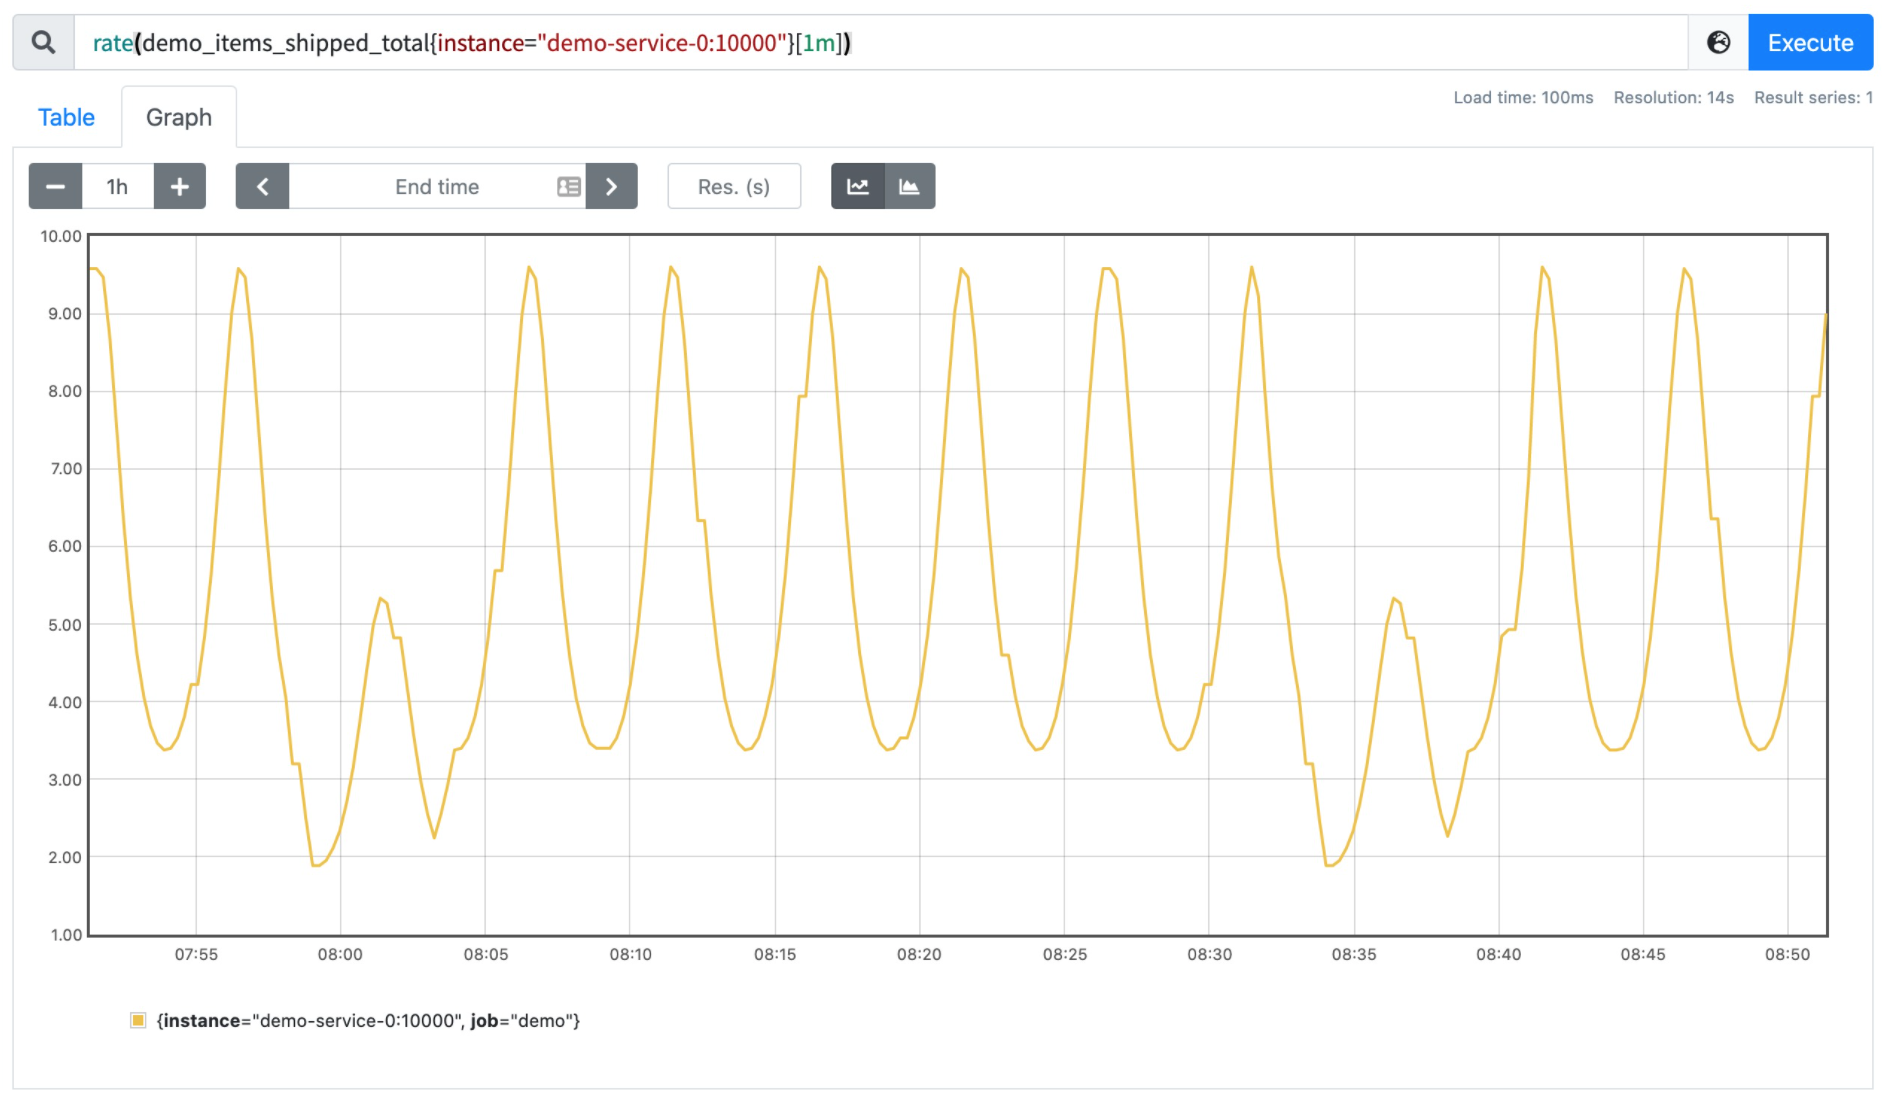 rate(demo_items_shipped_total{instance="demo-service-0:10000"}[1m])
Execute
Load time: 100ms Resolution: 14s Result series: 1
Table Graph
1h End time Res. (s)
10.00
9.00
8.00
7.00
6.00
5.00
4.00
3.00
2.00
1.00
07:55 08:00 08:05 08:10 08:15 08:20 08:25 08:30 08:35 08:40 08:45 08:50
{instance="demo-service-0:10000", job="demo"}